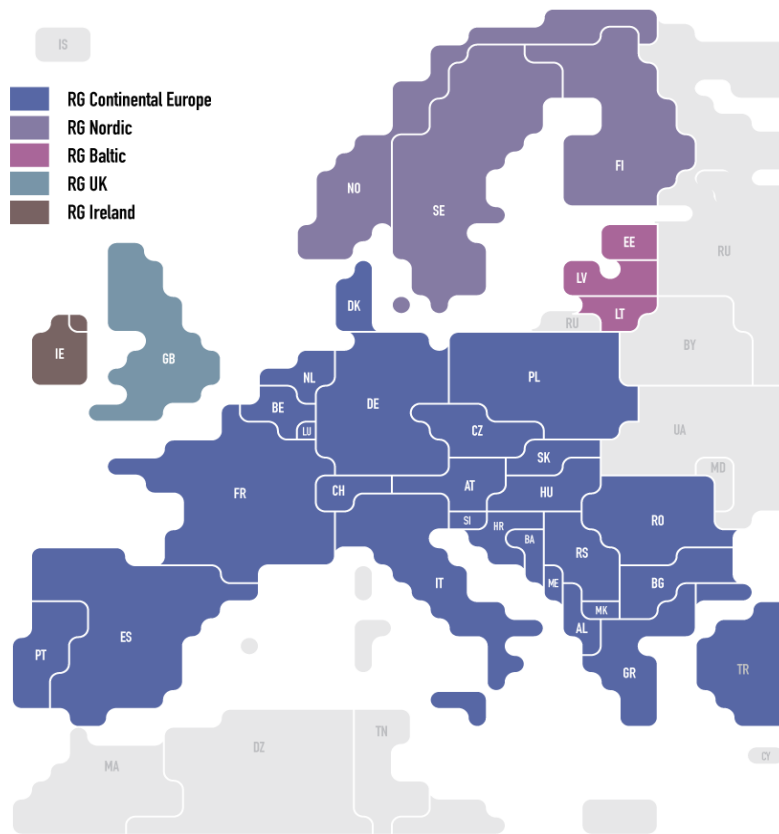 IS
RG Continental Europe
RG Nordic
RG Baltic
RG UK
RG Ireland
NO
SE
FI
RU
EE
LV
LT
RU
BY
DK
IE
GB
NL
BE
LU
DE
PL
CZ
SK
UA
MD
FR
CH
AT
HU
SI
HR
BA
RS
RO
ME
MK
BG
AL
IT
PT
ES
GR
TR
MA
DZ
TN
CY